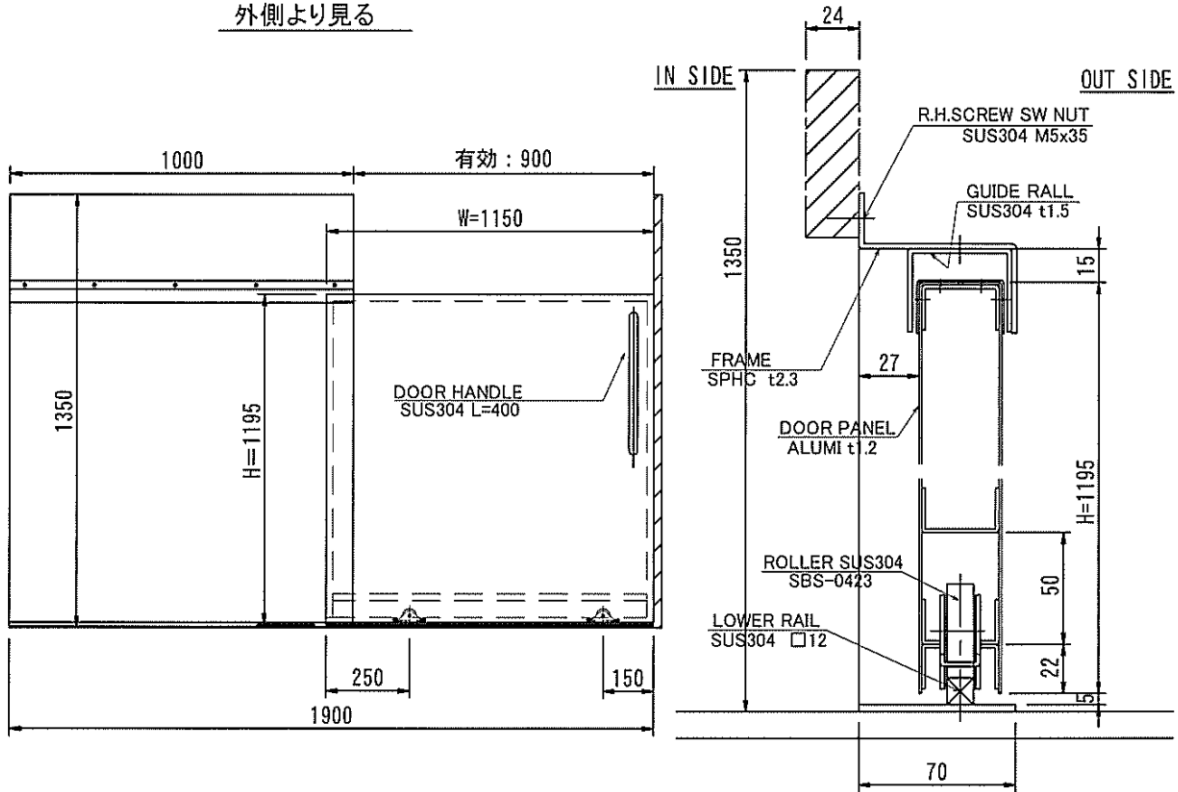 外側より見る
1000
有効：900
W=1150
1350
H=1195
DOOR HANDLE
SUS304 L=400
250
150
1900
24
IN SIDE
OUT SIDE
R.H.SCREW SW NUT
SUS304 M5x35
GUIDE RALL
SUS304 t1.5
1350
15
FRAME
SPHC t2.3
27
DOOR PANEL
ALUMI t1.2
H=1195
ROLLER SUS304
SBS-0423
50
LOWER RAIL
SUS304 □12
22
5
70